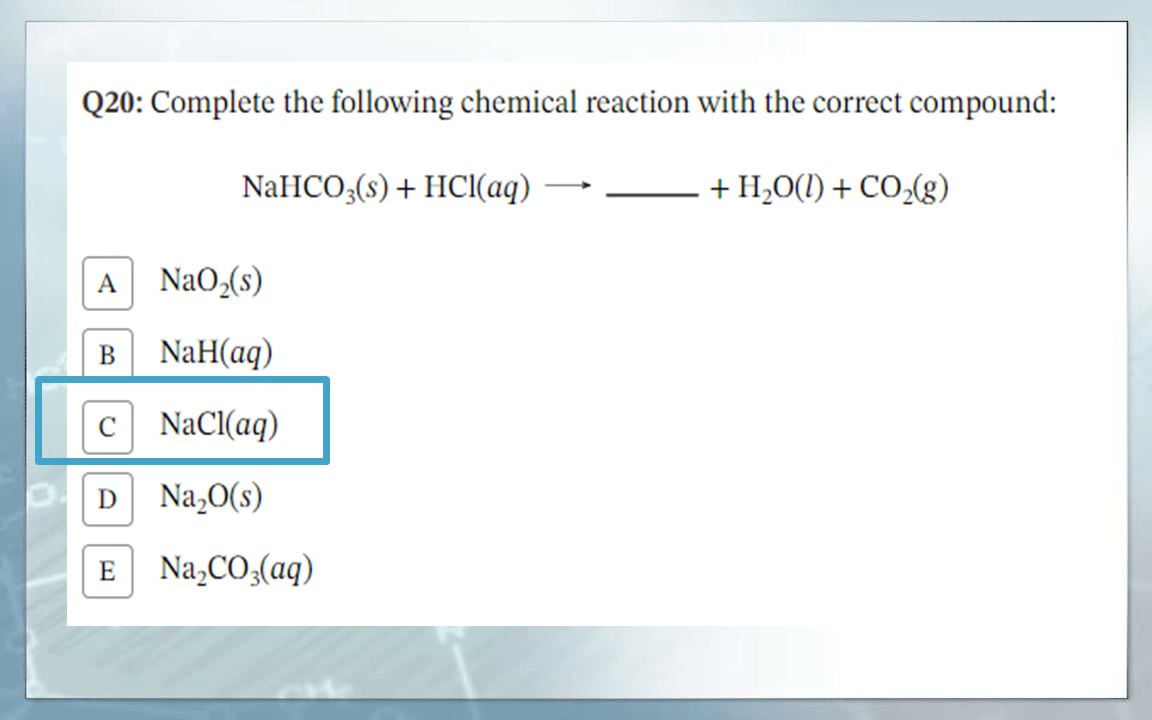 Q20: Complete the following chemical reaction with the correct compound:
NaHCO₃(s) + HCl(aq) ⟶ ______ + H₂O(l) + CO₂(g)
A NaO₂(s)
B NaH(aq)
C NaCl(aq)
D Na₂O(s)
E Na₂CO₃(aq)